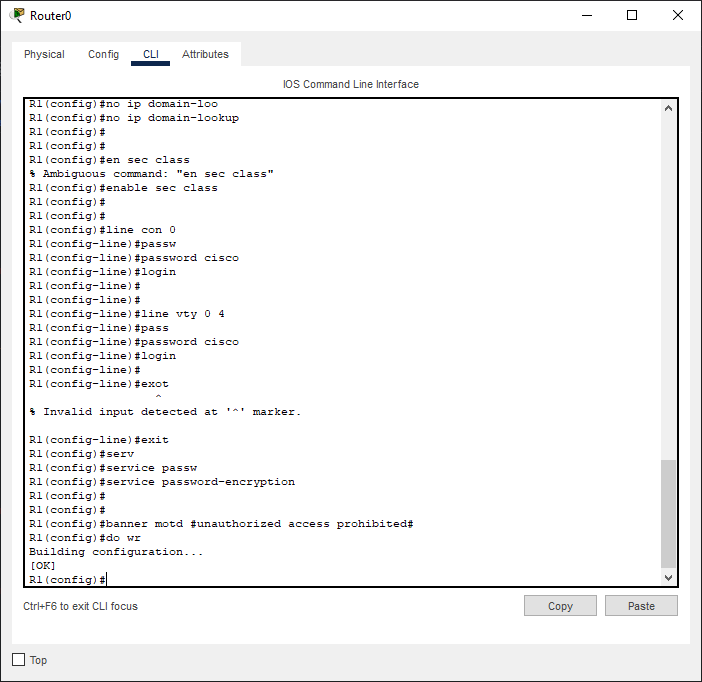 Router0
Physical Config CLI Attributes
IOS Command Line Interface
R1(config)#no ip domain-loo
R1(config)#no ip domain-lookup
R1(config)#
R1(config)#
R1(config)#en sec class
% Ambiguous command: "en sec class"
R1(config)#enable sec class
R1(config)#
R1(config)#
R1(config)#line con 0
R1(config-line)#passw
R1(config-line)#password cisco
R1(config-line)#login
R1(config-line)#
R1(config-line)#
R1(config-line)#line vty 0 4
R1(config-line)#pass
R1(config-line)#password cisco
R1(config-line)#login
R1(config-line)#
R1(config-line)#exot
^
% Invalid input detected at '^' marker.
R1(config-line)#exit
R1(config)#serv
R1(config)#service passw
R1(config)#service password-encryption
R1(config)#
R1(config)#
R1(config)#banner motd #unauthorized access prohibited#
R1(config)#do wr
Building configuration...
[OK]
R1(config)#
Ctrl+F6 to exit CLI focus
Copy Paste
Top